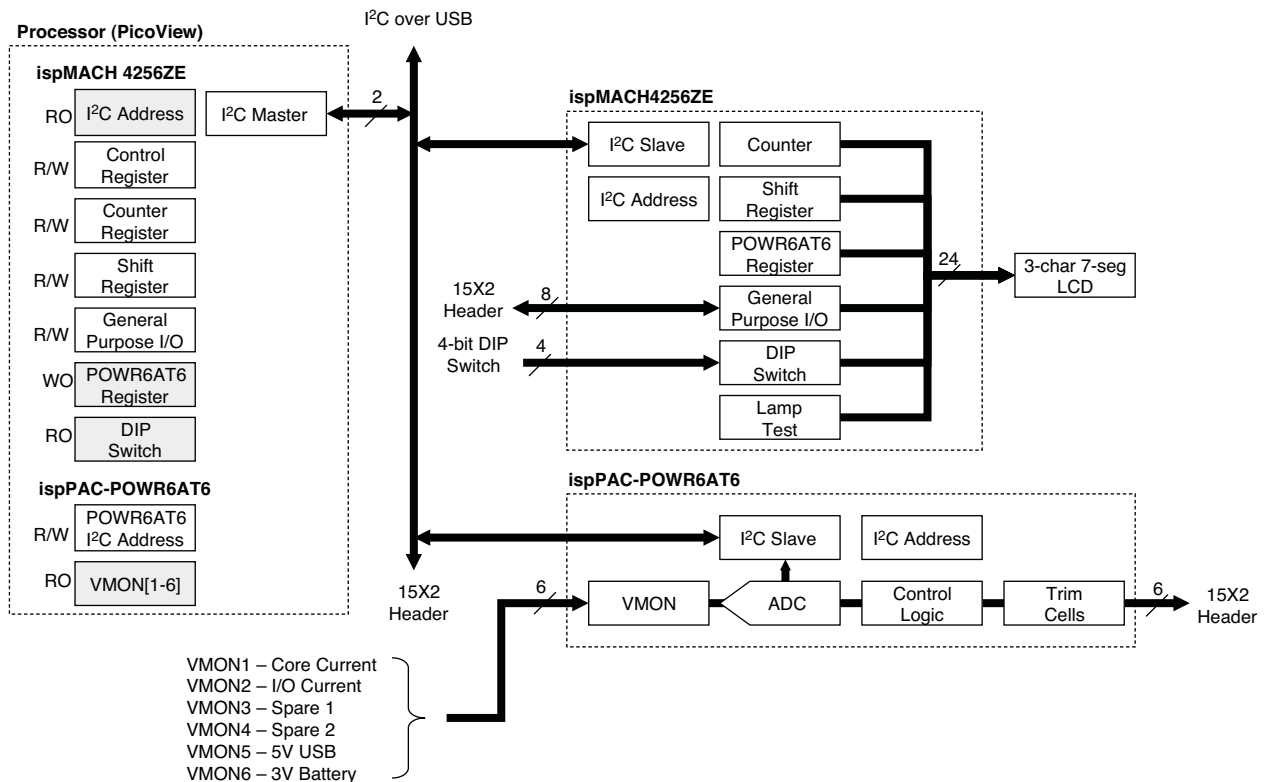 I²C over USB
Processor (PicoView)
ispMACH 4256ZE
RO
I²C Address
I²C Master
2
R/W
Control
Register
R/W
Counter
Register
R/W
Shift
Register
R/W
General
Purpose I/O
WO
POWR6AT6
Register
RO
DIP
Switch
ispPAC-POWR6AT6
R/W
POWR6AT6
I²C Address
RO
VMON[1-6]
15X2
Header
ispMACH4256ZE
I²C Slave
Counter
I²C Address
Shift
Register
POWR6AT6
Register
24
3-char 7-seg
LCD
15X2
Header
8
General
Purpose I/O
4-bit DIP
Switch
4
DIP
Switch
Lamp
Test
ispPAC-POWR6AT6
I²C Slave
I²C Address
6
VMON
ADC
Control
Logic
Trim
Cells
6
15X2
Header
VMON1 – Core Current
VMON2 – I/O Current
VMON3 – Spare 1
VMON4 – Spare 2
VMON5 – 5V USB
VMON6 – 3V Battery